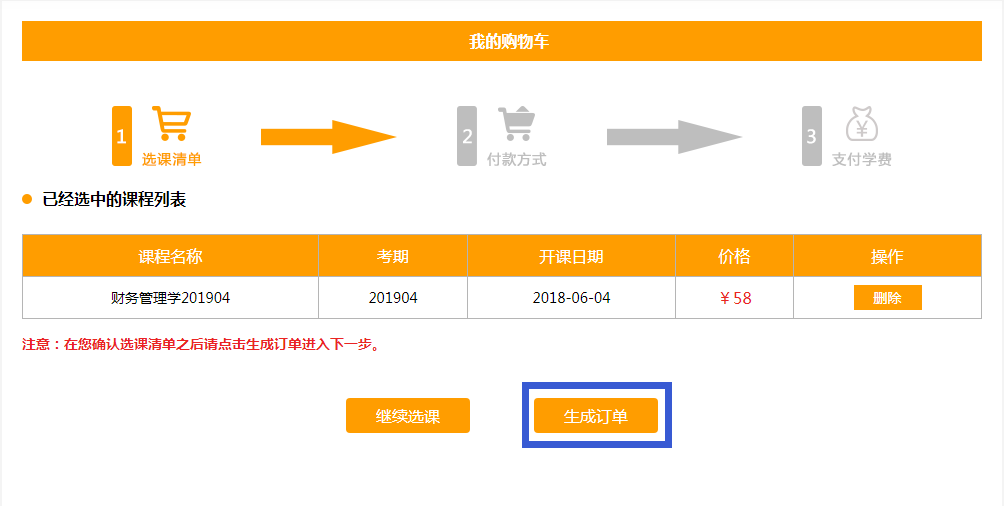 我的购物车
1 选课清单
2 付款方式
3 支付学费
已经选中的课程列表
课程名称 考期 开课日期 价格 操作
财务管理学201904 201904 2018-06-04 ￥58 删除
注意：在您确认选课清单之后请点击生成订单进入下一步。
继续选课 生成订单